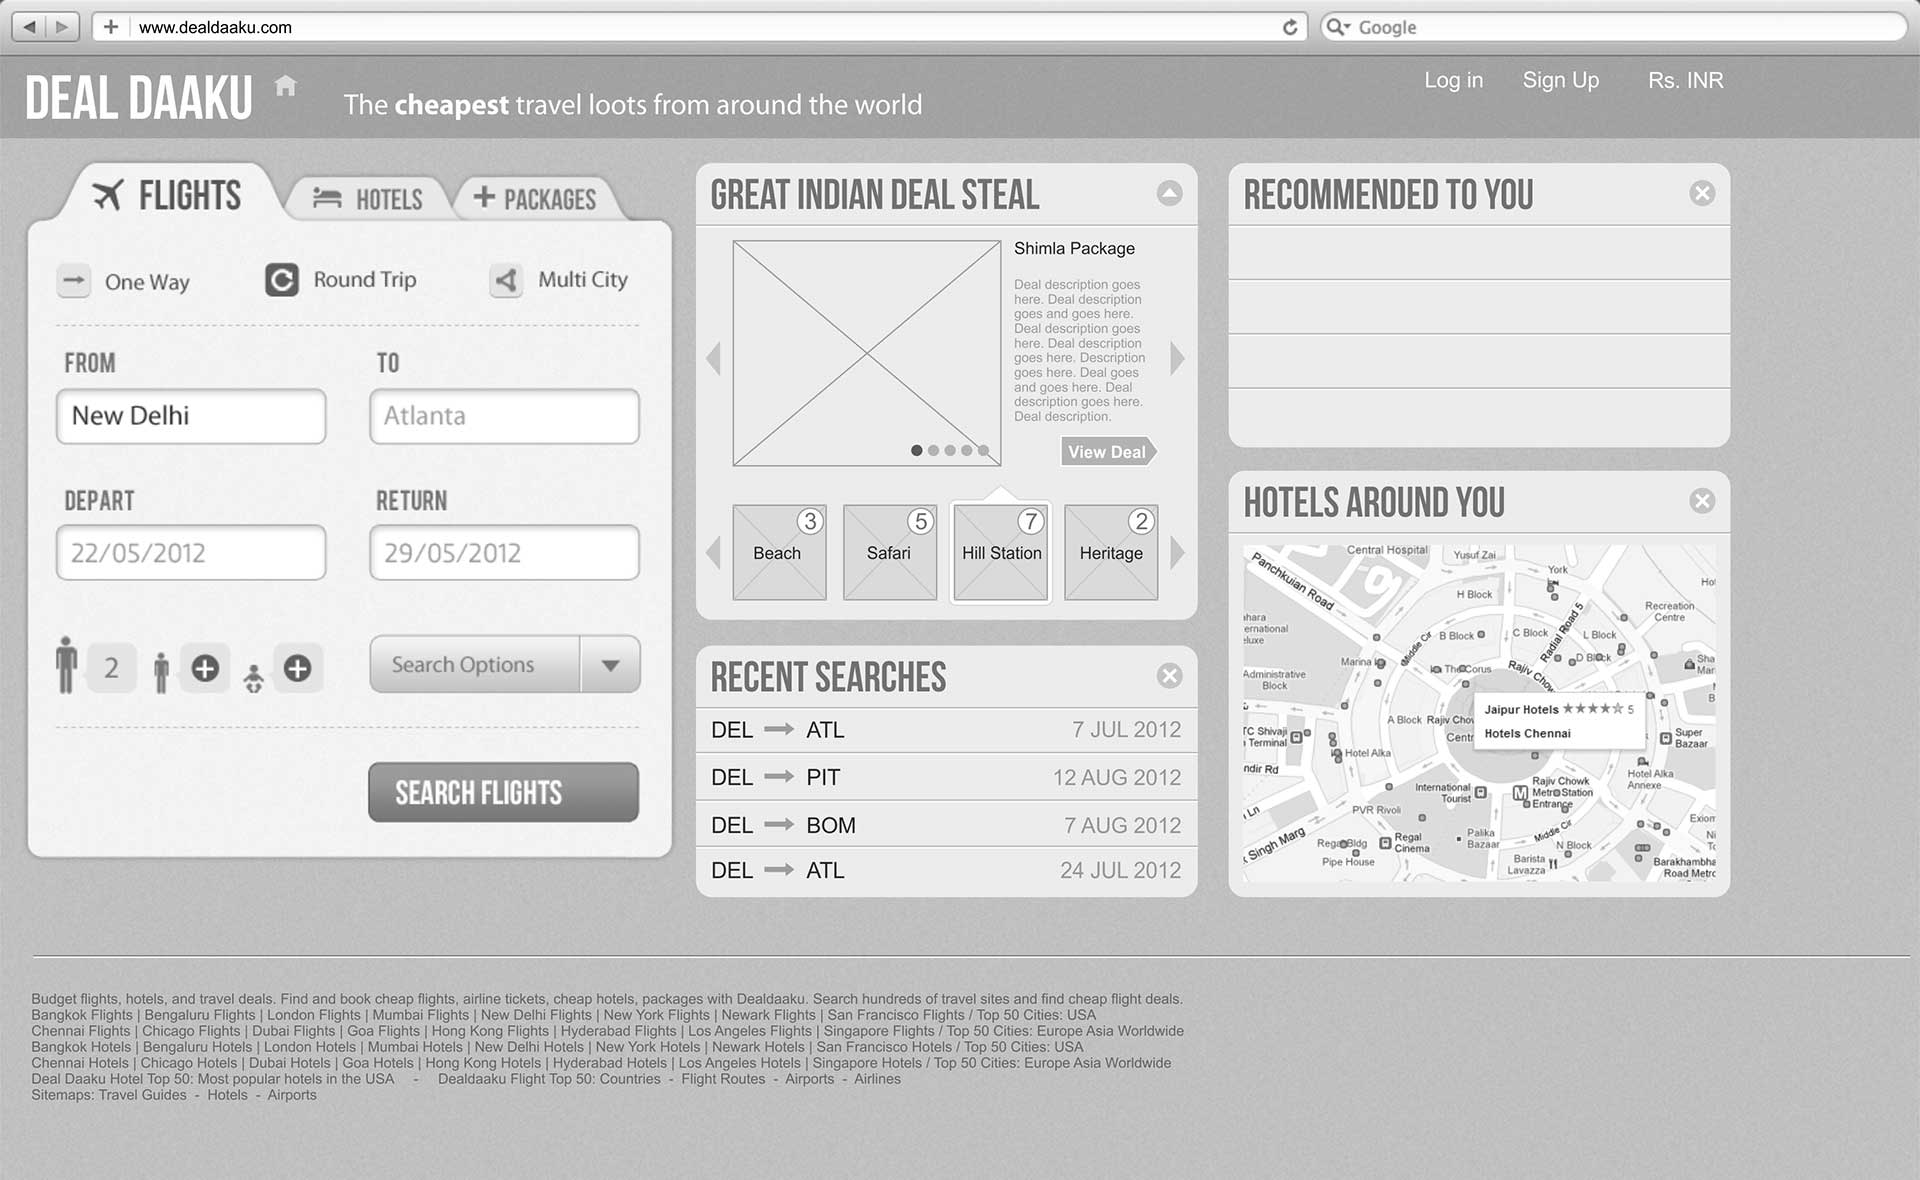 www.dealdaaku.com
Google
DEAL DAAKU
The cheapest travel loots from around the world
Log in
Sign Up
Rs. INR
FLIGHTS
HOTELS
PACKAGES
One Way
Round Trip
Multi City
FROM
TO
New Delhi
Atlanta
DEPART
RETURN
22/05/2012
29/05/2012
2
Search Options
SEARCH FLIGHTS
GREAT INDIAN DEAL STEAL
Shimla Package
Deal description goes
here. Deal description
goes and goes here.
Deal description goes
here. Deal description
goes here. Description
goes here. Deal goes
and goes here. Deal
description goes here.
Deal description.
View Deal
3
Beach
5
Safari
7
Hill Station
2
Heritage
RECENT SEARCHES
DEL ATL 7 JUL 2012
DEL PIT 12 AUG 2012
DEL BOM 7 AUG 2012
DEL ATL 24 JUL 2012
RECOMMENDED TO YOU
HOTELS AROUND YOU
Central Hospital
Yusuf Zai
York
Panchkuian Road
H Block
Recreation
Centre
Radial Road 5
Middle Cir
B Block
C Block
L Block
D Block
Marina
The Corus
Rajiv Chow
Administrative
Block
A Block
Jaipur Hotels ★★★★☆ 5
Hotels Chennai
TC Shivaji
Terminal
Super
Bazaar
Hotel Alka
ndir Rd
International
Tourist
Rajiv Chowk
Metro Station
Entrance
Hotel Alka
Annexe
PVR Rivoli
k Singh Marg
Regal Bldg
Pipe House
Regal
Cinema
Palika
Bazaar
Middle Cir
N Block
Barista
Lavazza
Barakhambha
Road Metro
Budget flights, hotels, and travel deals. Find and book cheap flights, airline tickets, cheap hotels, packages with Dealdaaku. Search hundreds of travel sites and find cheap flight deals.
Bangkok Flights | Bengaluru Flights | London Flights | Mumbai Flights | New Delhi Flights | New York Flights | Newark Flights | San Francisco Flights / Top 50 Cities: USA
Chennai Flights | Chicago Flights | Dubai Flights | Goa Flights | Hong Kong Flights | Hyderabad Flights | Los Angeles Flights | Singapore Flights / Top 50 Cities: Europe Asia Worldwide
Bangkok Hotels | Bengaluru Hotels | London Hotels | Mumbai Hotels | New Delhi Hotels | New York Hotels | Newark Hotels | San Francisco Hotels / Top 50 Cities: USA
Chennai Hotels | Chicago Hotels | Dubai Hotels | Goa Hotels | Hong Kong Hotels | Hyderabad Hotels | Los Angeles Hotels | Singapore Hotels / Top 50 Cities: Europe Asia Worldwide
Deal Daaku Hotel Top 50: Most popular hotels in the USA - Dealdaaku Flight Top 50: Countries - Flight Routes - Airports - Airlines
Sitemaps: Travel Guides - Hotels - Airports